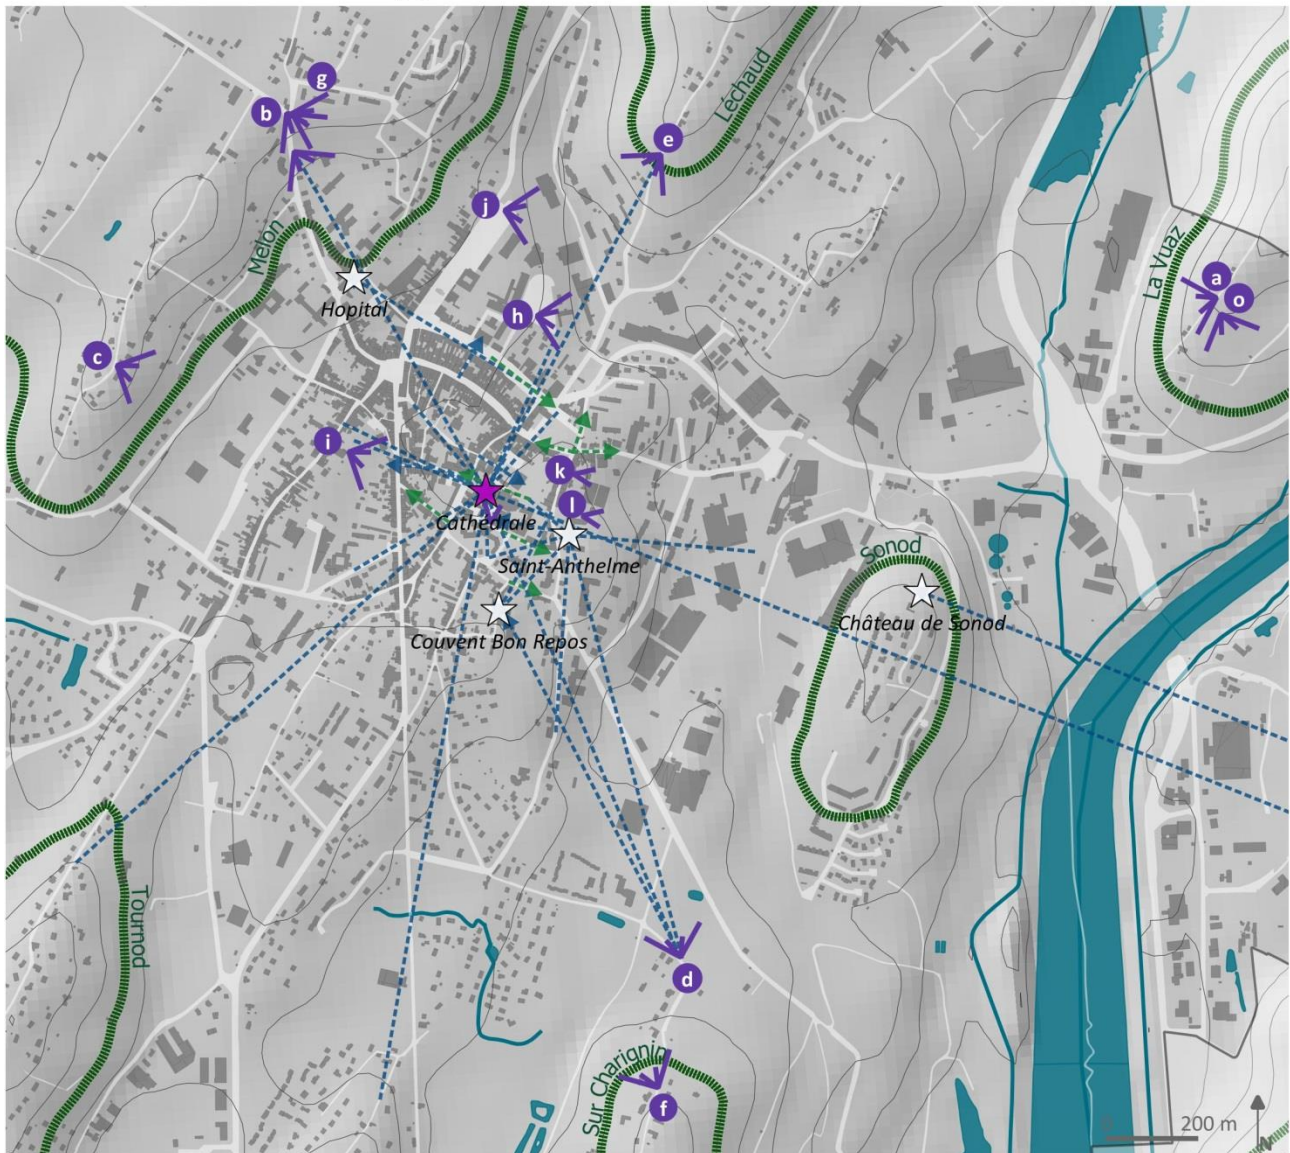 g
b
e
Léchaud
j
Melon
Hopital
h
La Vuaz
a
o
c
i
k
l
Cathédrale
Saint-Anthelme
Sonod
Château de Sonod
Couvent Bon Repos
Tournod
d
Sur Charignin
f
200 m
N